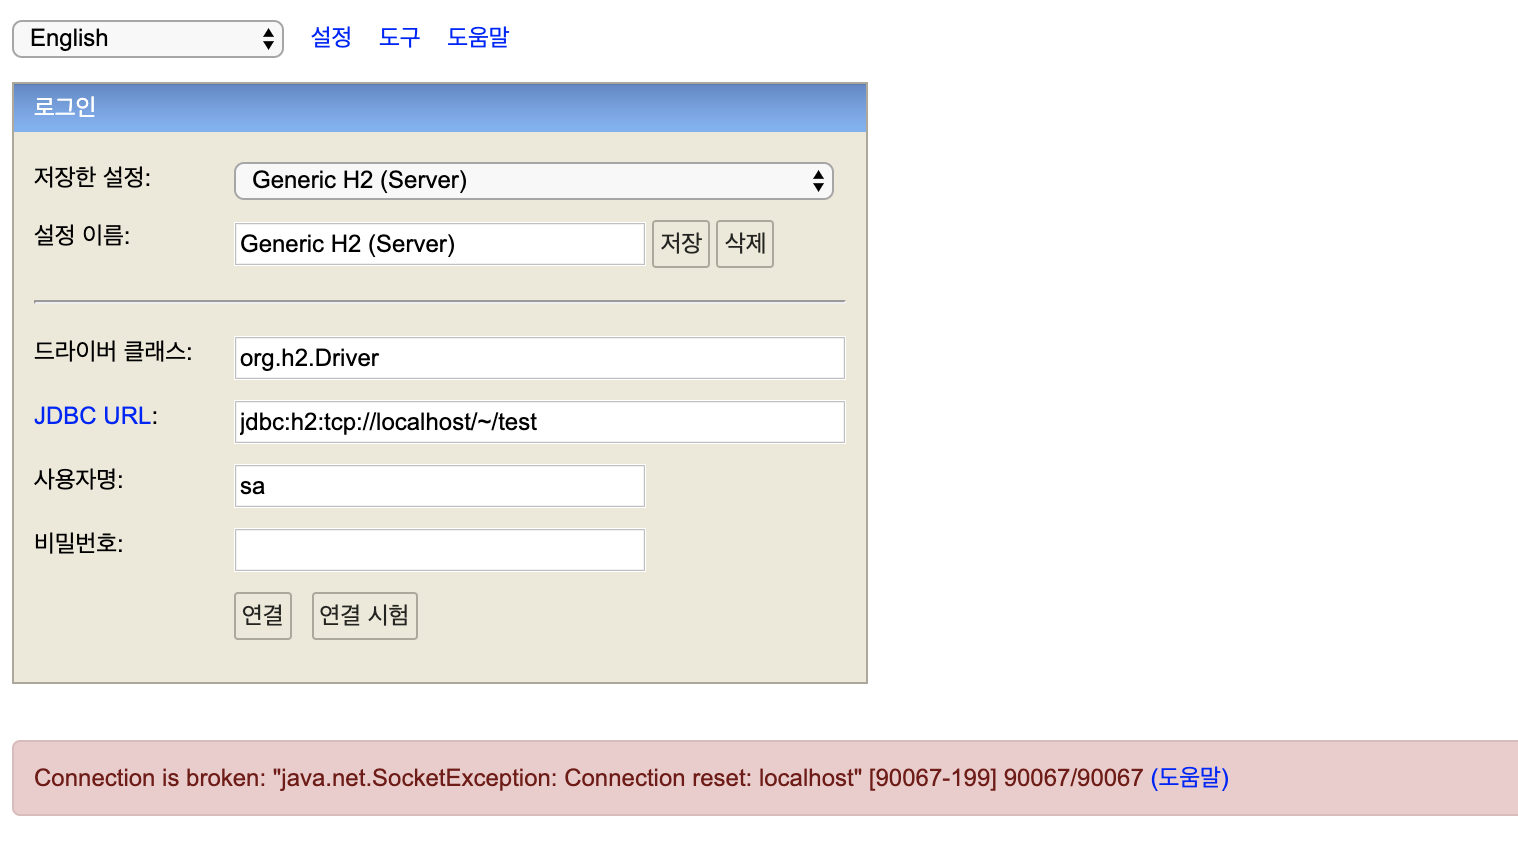 English 설정 도구 도움말
로그인
저장한 설정: Generic H2 (Server)
설정 이름: Generic H2 (Server) 저장 삭제
드라이버 클래스: org.h2.Driver
JDBC URL: jdbc:h2:tcp://localhost/~/test
사용자명: sa
비밀번호:
연결 연결 시험
Connection is broken: "java.net.SocketException: Connection reset: localhost" [90067-199] 90067/90067 (도움말)